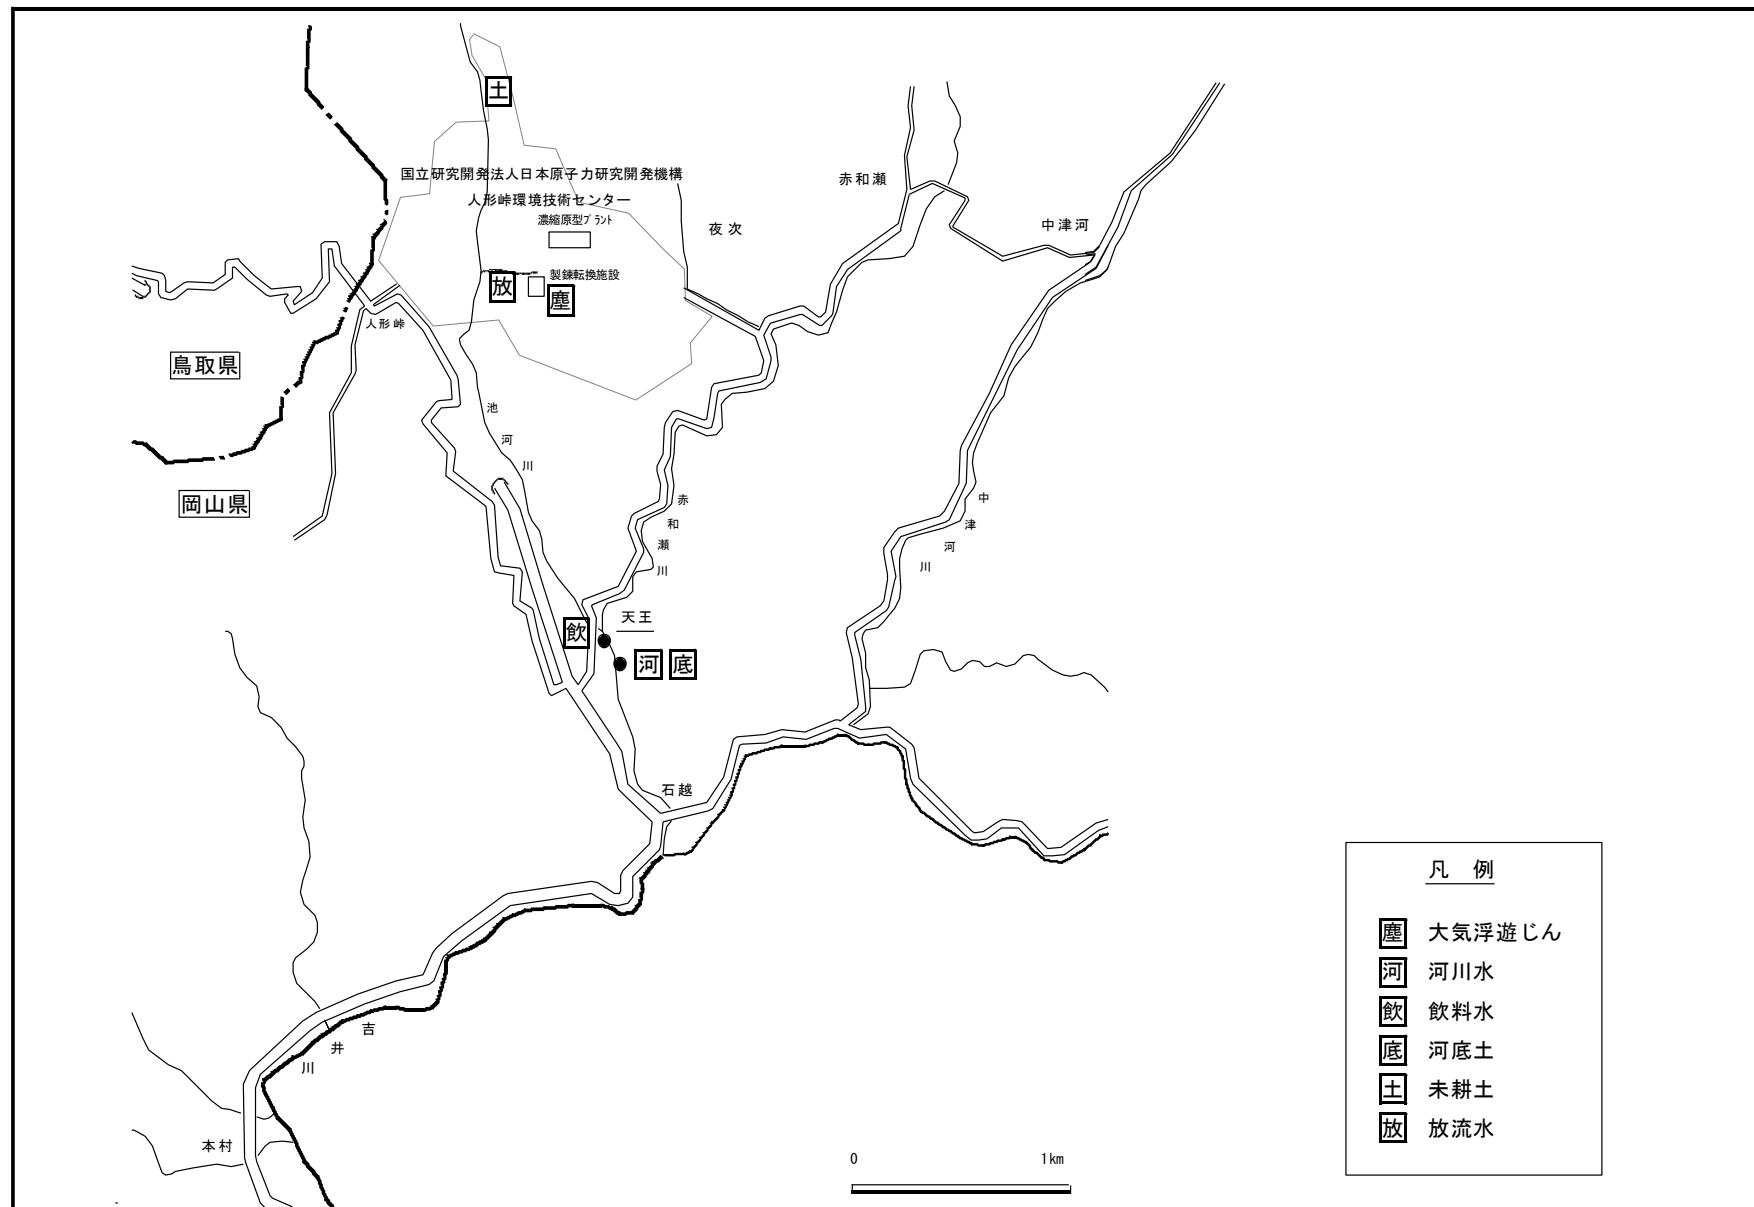 土
国立研究開発法人日本原子力研究開発機構
人形峠環境技術センター
濃縮原型プラント
製錬転換施設
放
塵
赤和瀬
中津河
夜次
人形峠
鳥取県
岡山県
池河川
赤和瀬川
中津河川
飲
天王
河 底
石越
吉井川
本村
0 1km
凡 例
塵 大気浮遊じん
河 河川水
飲 飲料水
底 河底土
土 未耕土
放 放流水